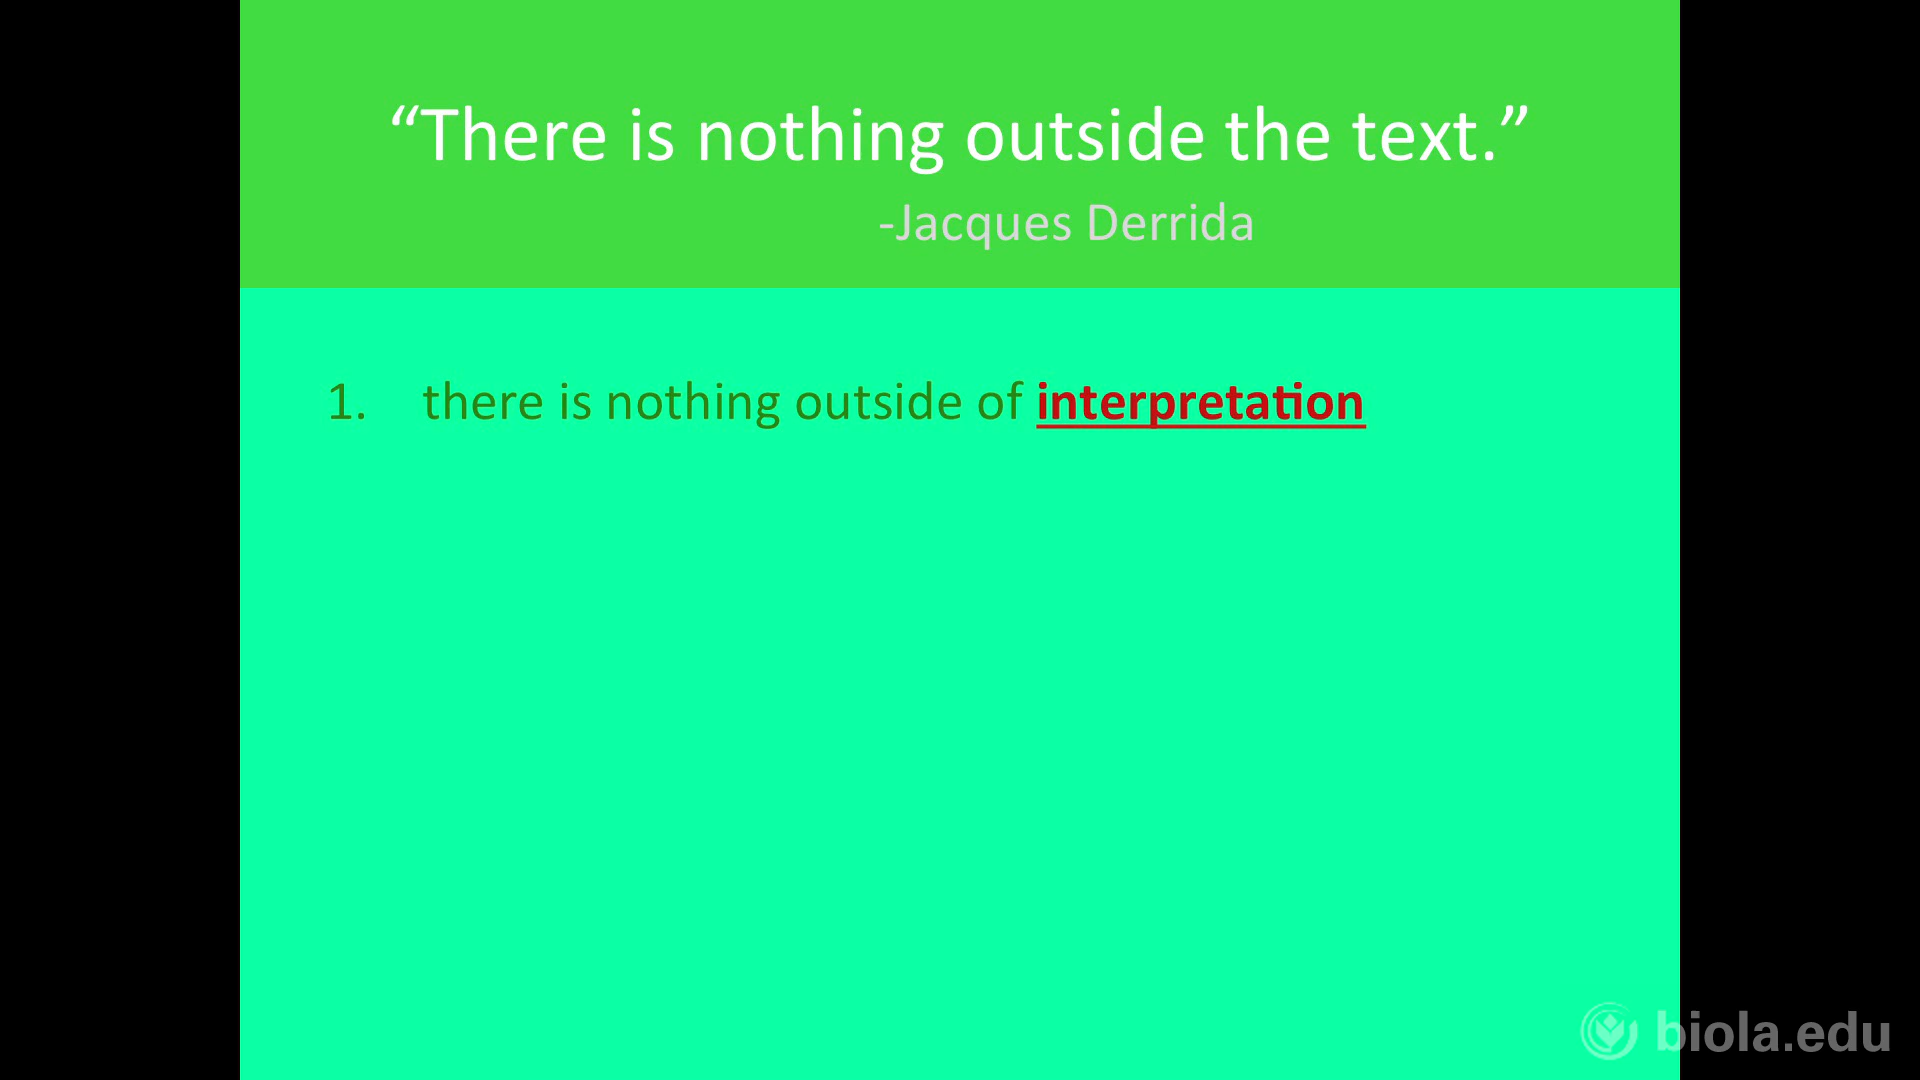 “There is nothing outside the text.”
-Jacques Derrida
1. there is nothing outside of interpretation
biola.edu